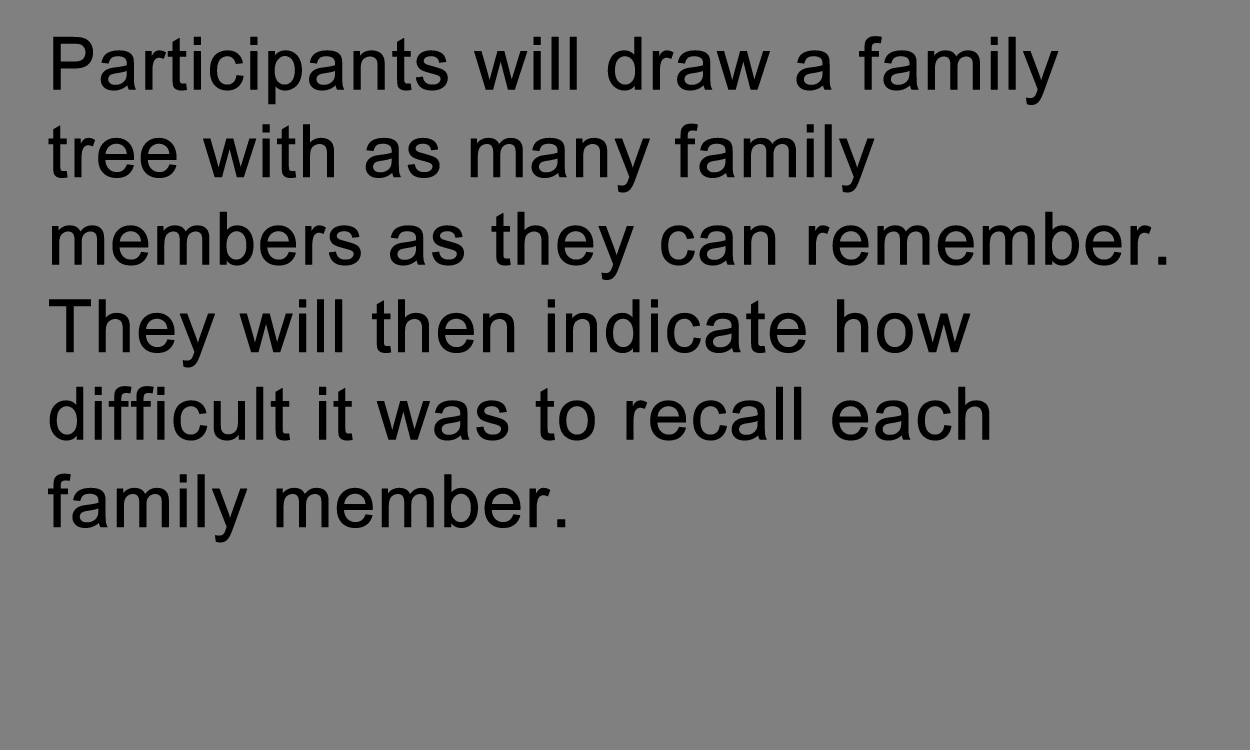 Participants will draw a family
tree with as many family
members as they can remember.
They will then indicate how
difficult it was to recall each
family member.